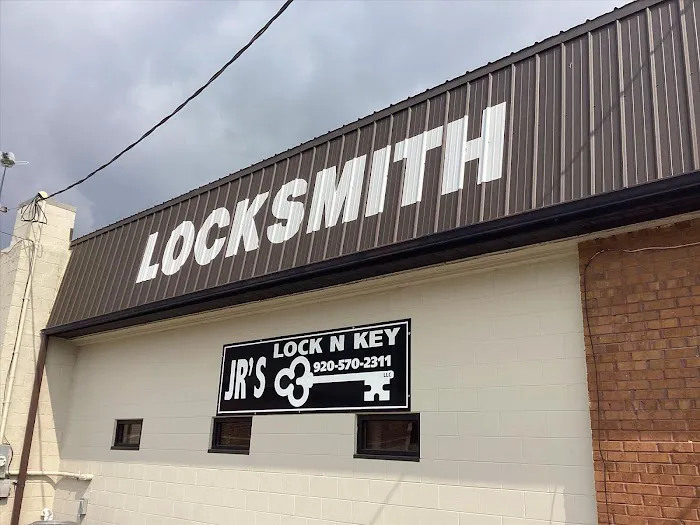 LOCKSMITH
JR'S LOCK N KEY
920-570-2311
LLC